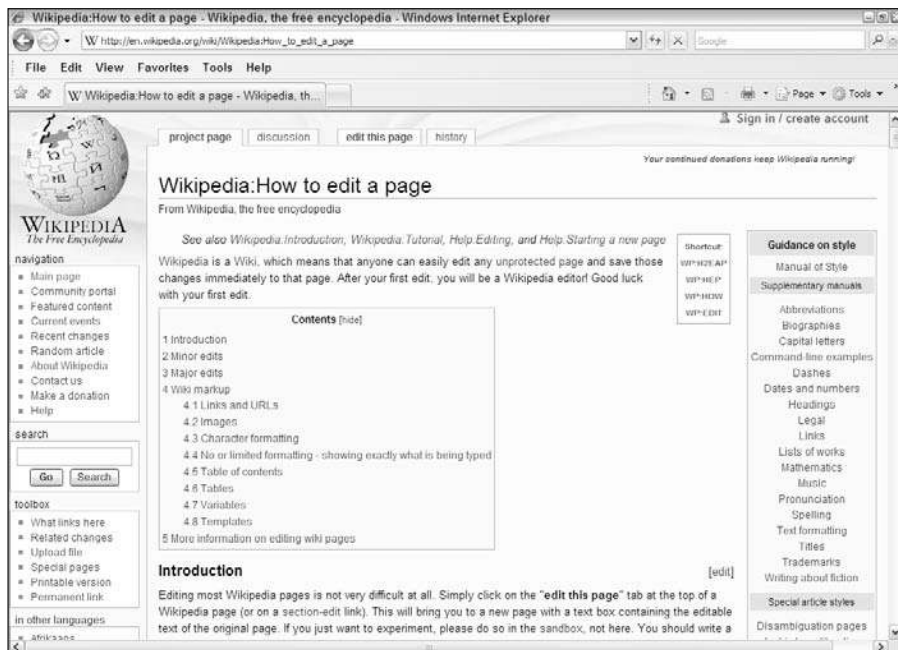 Wikipedia:How to edit a page - Wikipedia, the free encyclopedia - Windows Internet Explorer
http://en.wikipedia.org/wiki/Wikipedia:How_to_edit_a_page
Google
File Edit View Favorites Tools Help
Wikipedia:How to edit a page - Wikipedia, th...
Page Tools
Sign in / create account
project page discussion edit this page history
Your continued donations keep Wikipedia running!
WIKIPEDIA
The Free Encyclopedia
navigation
Main page
Community portal
Featured content
Current events
Recent changes
Random article
About Wikipedia
Contact us
Make a donation
Help
search
Go Search
toolbox
What links here
Related changes
Upload file
Special pages
Printable version
Permanent link
in other languages
Afrikaans
Wikipedia:How to edit a page
From Wikipedia, the free encyclopedia
See also Wikipedia:Introduction, Wikipedia:Tutorial, Help:Editing, and Help:Starting a new page
Wikipedia is a Wiki, which means that anyone can easily edit any unprotected page and save those
changes immediately to that page. After your first edit, you will be a Wikipedia editor! Good luck
with your first edit.
Shortcut:
WP:H2EAP
WP:HEP
WP:HOW
WP:EDIT
Contents [hide]
1 Introduction
2 Minor edits
3 Major edits
4 Wiki markup
4.1 Links and URLs
4.2 Images
4.3 Character formatting
4.4 No or limited formatting - showing exactly what is being typed
4.5 Table of contents
4.6 Tables
4.7 Variables
4.8 Templates
5 More information on editing wiki pages
Introduction [edit]
Editing most Wikipedia pages is not very difficult at all. Simply click on the "edit this page" tab at the top of a
Wikipedia page (or on a section-edit link). This will bring you to a new page with a text box containing the editable
text of the original page. If you just want to experiment, please do so in the sandbox, not here. You should write a
Guidance on style
Manual of Style
Supplementary manuals
Abbreviations
Biographies
Capital letters
Command-line examples
Dashes
Dates and numbers
Headings
Legal
Links
Lists of works
Mathematics
Music
Pronunciation
Spelling
Text formatting
Titles
Trademarks
Writing about fiction
Special article styles
Disambiguation pages